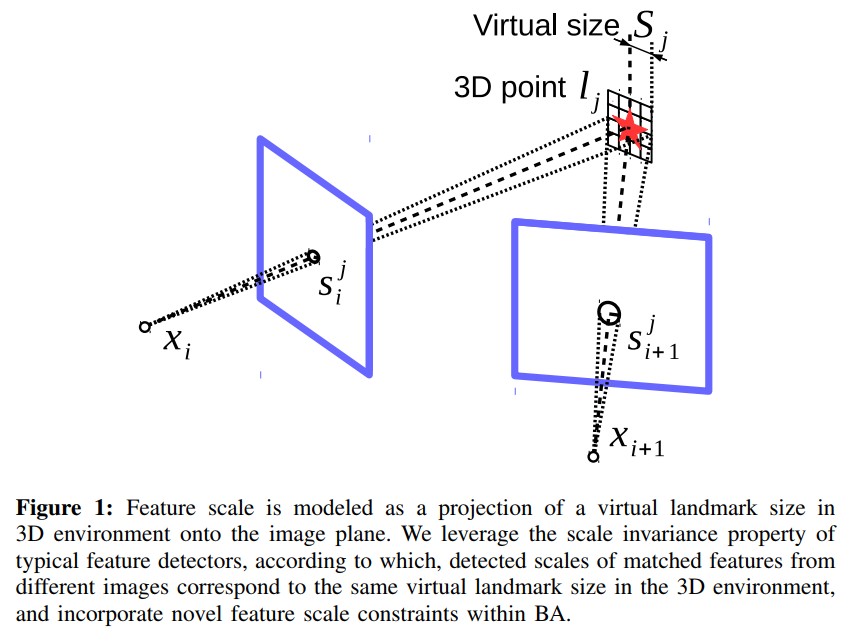 Virtual size S_j
3D point l_j
s_i^j
x_i
s_{i+1}^j
x_{i+1}
Figure 1: Feature scale is modeled as a projection of a virtual landmark size in
3D environment onto the image plane. We leverage the scale invariance property of
typical feature detectors, according to which, detected scales of matched features from
different images correspond to the same virtual landmark size in the 3D environment,
and incorporate novel feature scale constraints within BA.